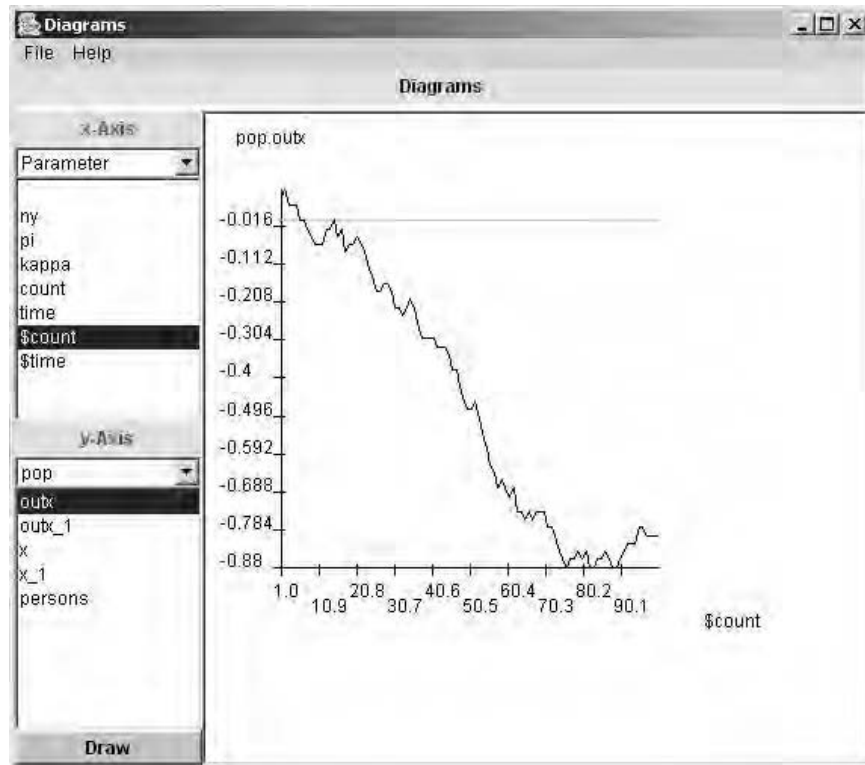 Diagrams
File Help
Diagrams
x-Axis
Parameter
ny
pi
kappa
count
time
$count
$time
y-Axis
pop
outx
outx_1
x
x_1
persons
Draw
pop.outx
-0.016
-0.112
-0.208
-0.304
-0.4
-0.496
-0.592
-0.688
-0.784
-0.88
1.0 20.8 40.6 60.4 80.2
10.9 30.7 50.5 70.3 90.1
$count